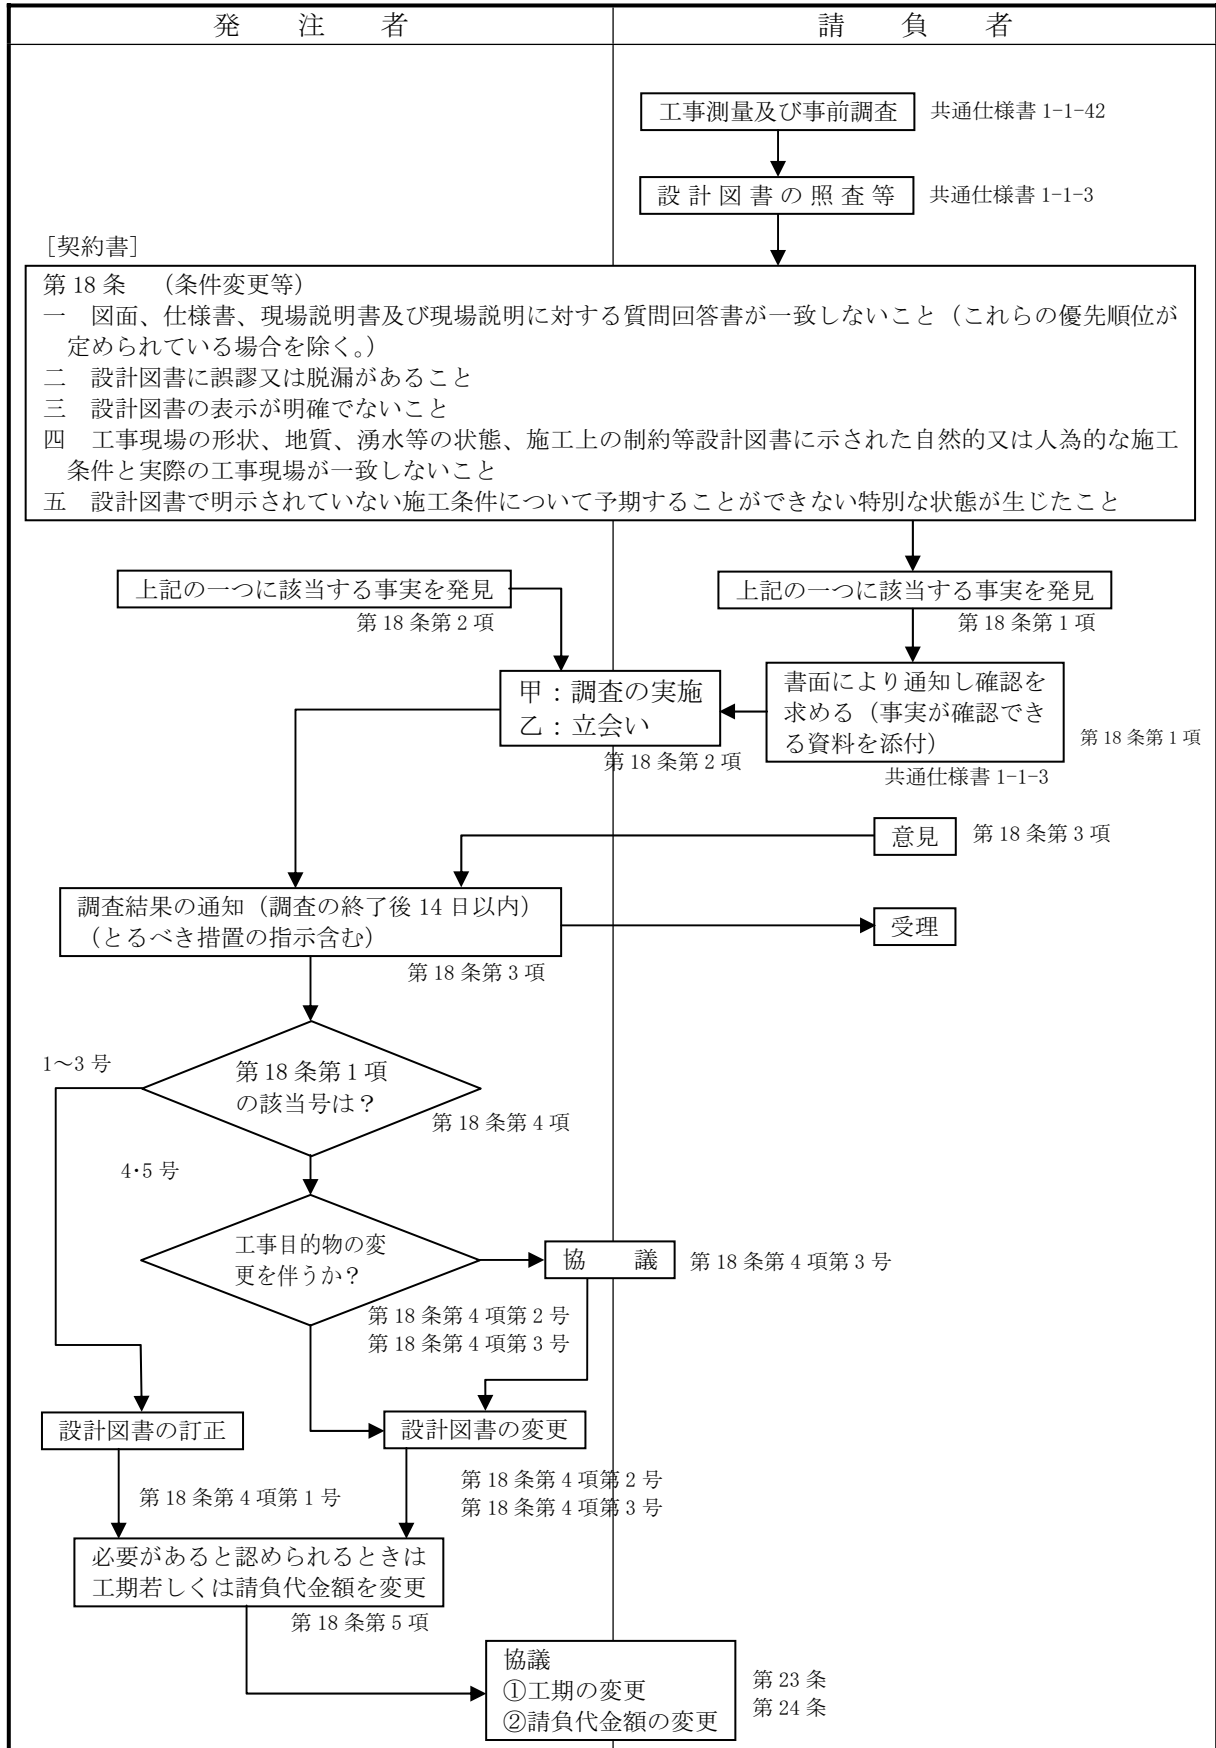 発　注　者
請　負　者
工事測量及び事前調査
共通仕様書 1-1-42
設計図書の照査等
共通仕様書 1-1-3
［契約書］
第 18 条　（条件変更等）
一　図面、仕様書、現場説明書及び現場説明に対する質問回答書が一致しないこと（これらの優先順位が
定められている場合を除く。）
二　設計図書に誤謬又は脱漏があること
三　設計図書の表示が明確でないこと
四　工事現場の形状、地質、湧水等の状態、施工上の制約等設計図書に示された自然的又は人為的な施工
条件と実際の工事現場が一致しないこと
五　設計図書で明示されていない施工条件について予期することができない特別な状態が生じたこと
上記の一つに該当する事実を発見
第 18 条第 2 項
上記の一つに該当する事実を発見
第 18 条第 1 項
甲：調査の実施
乙：立会い
第 18 条第 2 項
書面により通知し確認を
求める（事実が確認でき
る資料を添付）
第 18 条第 1 項
共通仕様書 1-1-3
意見
第 18 条第 3 項
調査結果の通知（調査の終了後 14 日以内）
（とるべき措置の指示含む）
第 18 条第 3 項
受理
1～3 号
第 18 条第 1 項
の該当号は？
第 18 条第 4 項
4・5 号
工事目的物の変
更を伴うか？
協　議
第 18 条第 4 項第 3 号
第 18 条第 4 項第 2 号
第 18 条第 4 項第 3 号
設計図書の訂正
設計図書の変更
第 18 条第 4 項第 1 号
第 18 条第 4 項第 2 号
第 18 条第 4 項第 3 号
必要があると認められるときは
工期若しくは請負代金額を変更
第 18 条第 5 項
協議
①工期の変更
②請負代金額の変更
第 23 条
第 24 条